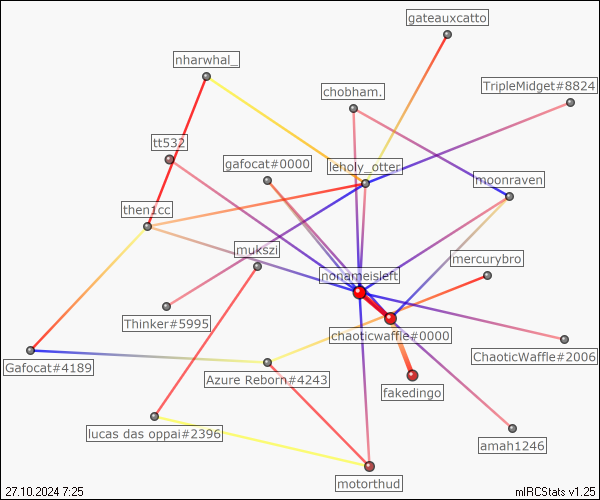 gateauxcatto
nharwhal_
TripleMidget#8824
chobham.
tt532
gafocat#0000
leholy_otter
moonraven
then1cc
mukszi
mercurybro
nonameisleft
Thinker#5995
chaoticwaffle#0000
ChaoticWaffle#2006
Gafocat#4189
Azure Reborn#4243
fakedingo
lucas das oppai#2396
amah1246
motorthud
27.10.2024 7:25
mIRCStats v1.25